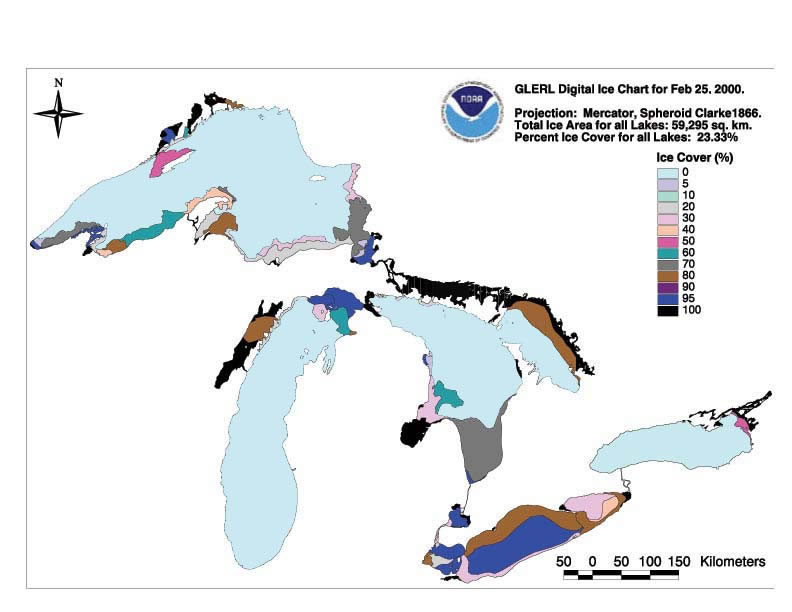 N
NOAA
GLERL Digital Ice Chart for Feb 25, 2000.
Projection: Mercator, Spheroid Clarke1866.
Total Ice Area for all Lakes: 59,295 sq. km.
Percent Ice Cover for all Lakes: 23.33%
Ice Cover (%)
0
5
10
20
30
40
50
60
70
80
90
95
100
50 0 50 100 150 Kilometers